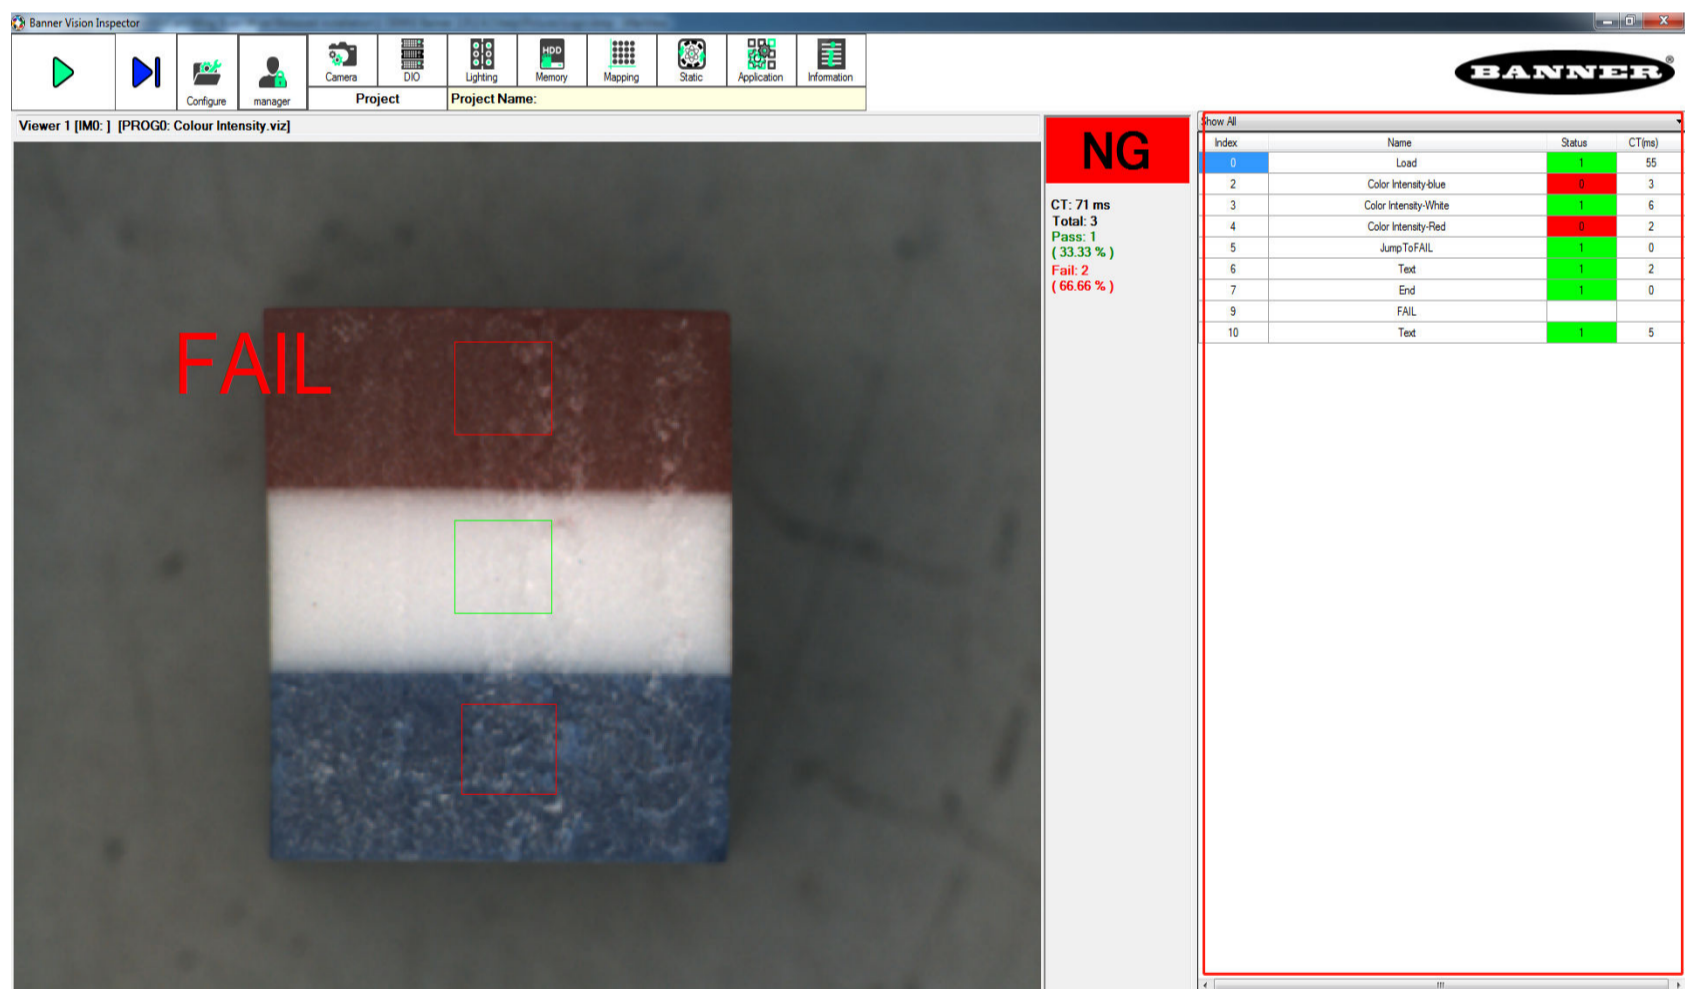 Banner Vision Inspector
Configure
manager
Camera
DIO
HDD
Lighting
Memory
Mapping
Static
Application
Information
Project
Project Name:
BANNER®
Viewer 1 [IM0: ] [PROG0: Colour Intensity.viz]
FAIL
NG
CT: 71 ms
Total: 3
Pass: 1
( 33.33 % )
Fail: 2
( 66.66 % )
Show All
Index Name Status CT(ms)
0 Load 1 55
2 Color Intensity-blue 0 3
3 Color Intensity-White 1 6
4 Color Intensity-Red 0 2
5 JumpToFAIL 1 0
6 Text 1 2
7 End 1 0
9 FAIL
10 Text 1 5